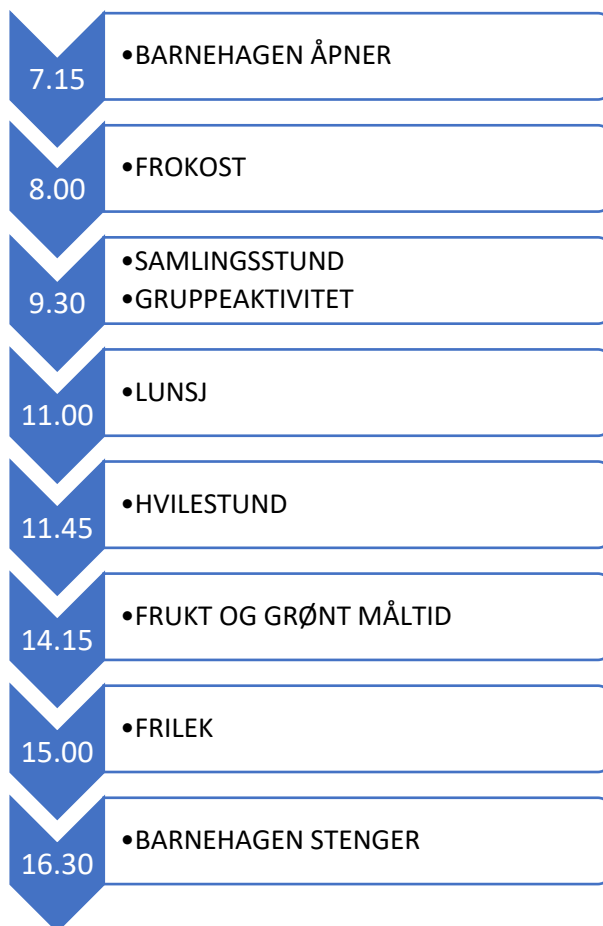 7.15
•BARNEHAGEN ÅPNER
8.00
•FROKOST
9.30
•SAMLINGSSTUND
•GRUPPEAKTIVITET
11.00
•LUNSJ
11.45
•HVILESTUND
14.15
•FRUKT OG GRØNT MÅLTID
15.00
•FRILEK
16.30
•BARNEHAGEN STENGER